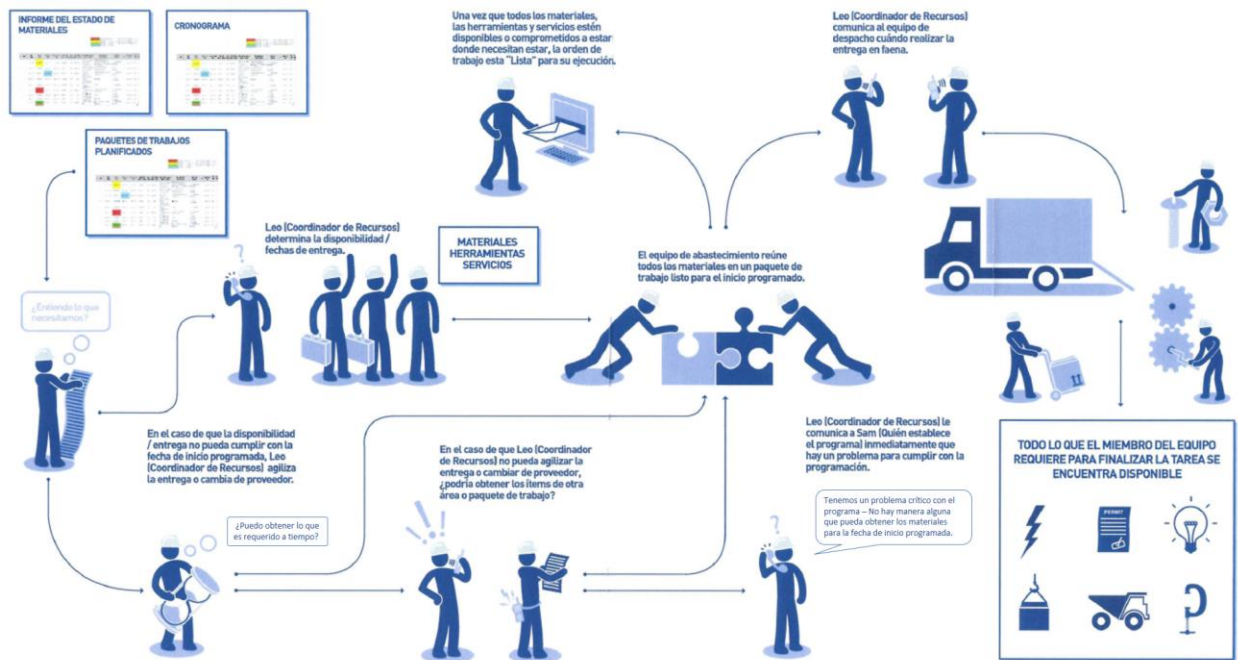 INFORME DEL ESTADO DE
MATERIALES
CRONOGRAMA
PAQUETES DE TRABAJOS
PLANIFICADOS
Una vez que todos los materiales,
las herramientas y servicios estén
disponibles o comprometidos a estar
donde necesitan estar, la orden de
trabajo esta "Lista" para su ejecución.
Leo (Coordinador de Recursos)
comunica al equipo de
despacho cuándo realizar la
entrega en faena.
Leo (Coordinador de Recursos)
determina la disponibilidad /
fechas de entrega.
MATERIALES
HERRAMIENTAS
SERVICIOS
El equipo de abastecimiento reúne
todos los materiales en un paquete de
trabajo listo para el inicio programado.
¿Entiendo lo que
necesitamos?
En el caso de que la disponibilidad
/ entrega no pueda cumplir con la
fecha de inicio programada, Leo
(Coordinador de Recursos) agiliza
la entrega o cambia de proveedor.
¿Puedo obtener lo que
es requerido a tiempo?
En el caso de que Leo (Coordinador
de Recursos) no pueda agilizar la
entrega o cambiar de proveedor,
¿podría obtener los ítems de otra
área o paquete de trabajo?
Leo (Coordinador de Recursos) le
comunica a Sam (Quién establece
el programa) inmediatamente que
hay un problema para cumplir con la
programación.
Tenemos un problema crítico con el
programa – No hay manera alguna
que pueda obtener los materiales
para la fecha de inicio programada.
TODO LO QUE EL MIEMBRO DEL EQUIPO
REQUIERE PARA FINALIZAR LA TAREA SE
ENCUENTRA DISPONIBLE
PERMIT